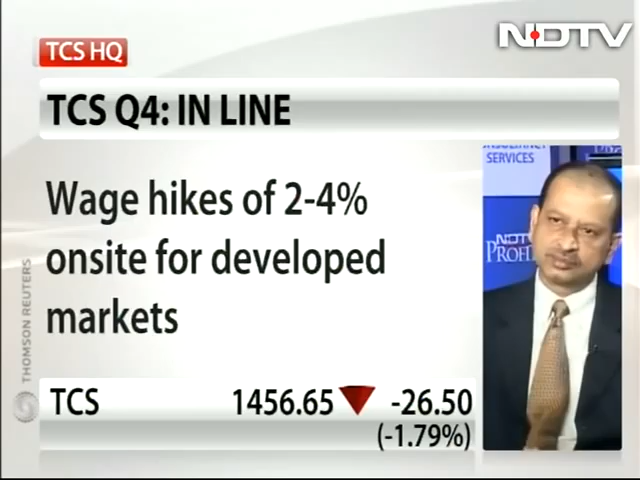 TCS HQ
NDTV
TCS Q4: IN LINE
SERVICES
Wage hikes of 2-4%
onsite for developed
markets
NDTV
PROFIT
THOMSON REUTERS
TCS 1456.65 -26.50
(-1.79%)